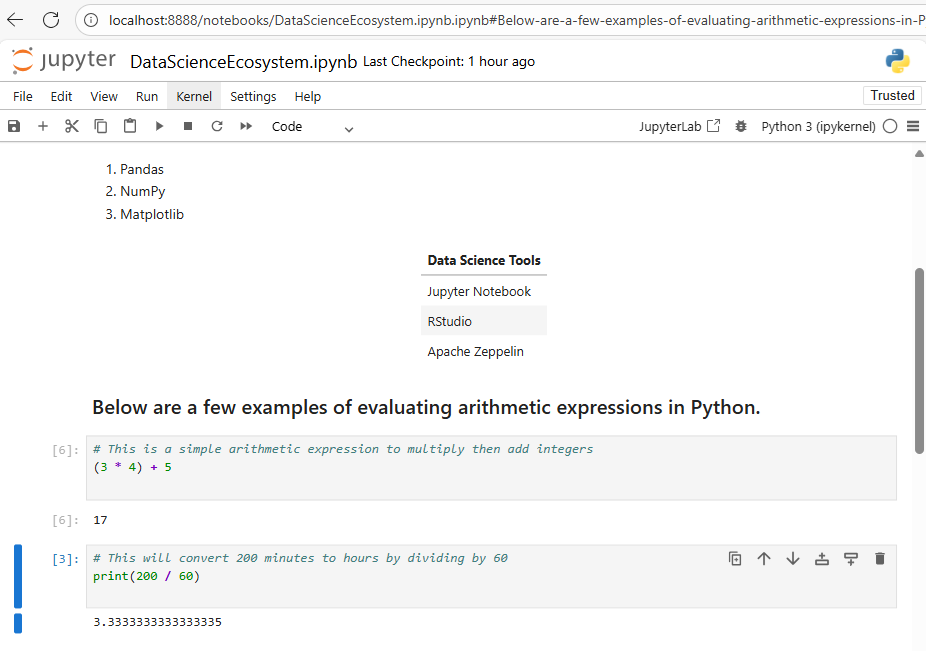 localhost:8888/notebooks/DataScienceEcosystem.ipynb.ipynb#Below-are-a-few-examples-of-evaluating-arithmetic-expressions-in-P
jupyter DataScienceEcosystem.ipynb Last Checkpoint: 1 hour ago
File Edit View Run Kernel Settings Help Trusted
Code JupyterLab Python 3 (ipykernel)
1. Pandas
2. NumPy
3. Matplotlib
Data Science Tools
Jupyter Notebook
RStudio
Apache Zeppelin
Below are a few examples of evaluating arithmetic expressions in Python.
[6]: # This is a simple arithmetic expression to multiply then add integers
(3 * 4) + 5
[6]: 17
[3]: # This will convert 200 minutes to hours by dividing by 60
print(200 / 60)
3.3333333333333335